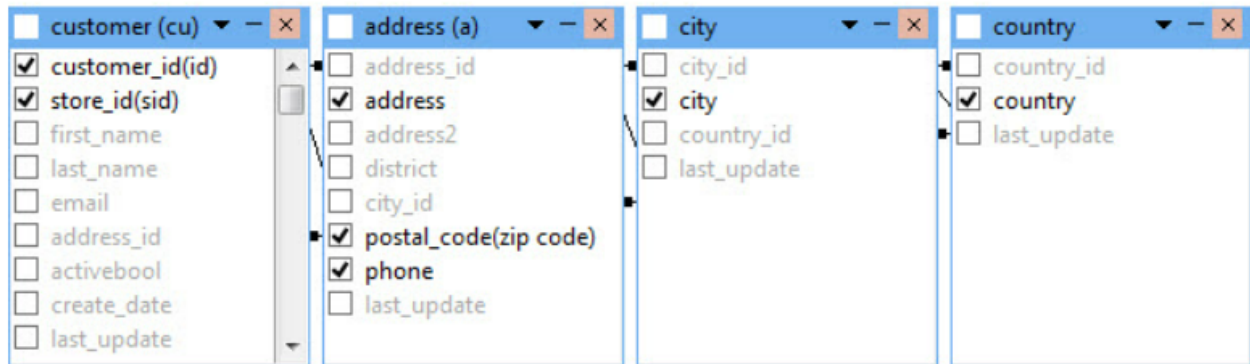 customer (cu)
customer_id(id)
store_id(sid)
first_name
last_name
email
address_id
activebool
create_date
last_update
address (a)
address_id
address
address2
district
city_id
postal_code(zip code)
phone
last_update
city
city_id
city
country_id
last_update
country
country_id
country
last_update